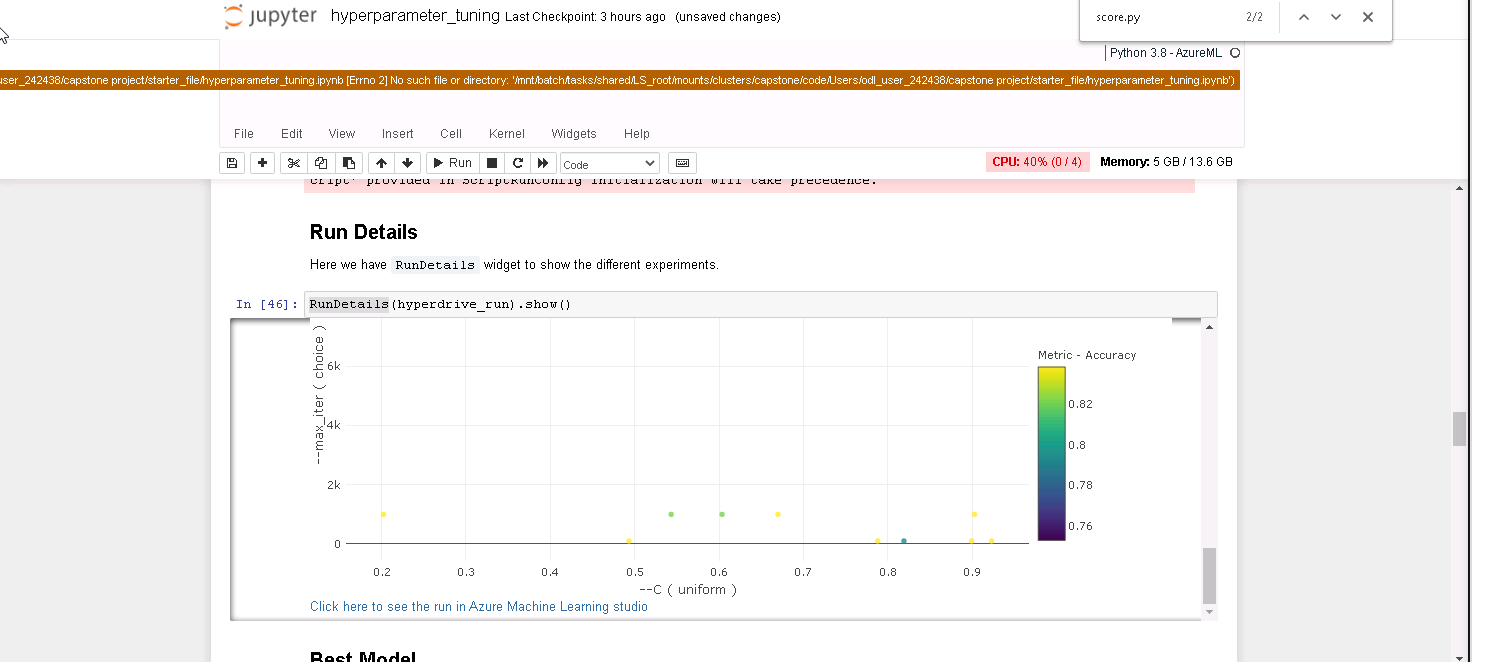 jupyter hyperparameter_tuning Last Checkpoint: 3 hours ago (unsaved changes)
score.py 2/2
Python 3.8 - AzureML
user_242438/capstone project/starter_file/hyperparameter_tuning.ipynb [Errno 2] No such file or directory: '/mnt/batch/tasks/shared/LS_root/mounts/clusters/capstone/code/Users/odl_user_242438/capstone project/starter_file/hyperparameter_tuning.ipynb')
File Edit View Insert Cell Kernel Widgets Help
Run Code CPU: 40% (0 / 4) Memory: 5 GB / 13.6 GB
cript' provided in ScriptRunConfig initialization will take precedence.
Run Details
Here we have RunDetails widget to show the different experiments.
In [46]: RunDetails(hyperdrive_run).show()
--max_iter ( choice )
6k
4k
2k
0
0.2 0.3 0.4 0.5 0.6 0.7 0.8 0.9
--C ( uniform )
Metric - Accuracy
0.82
0.8
0.78
0.76
Click here to see the run in Azure Machine Learning studio
Best Model